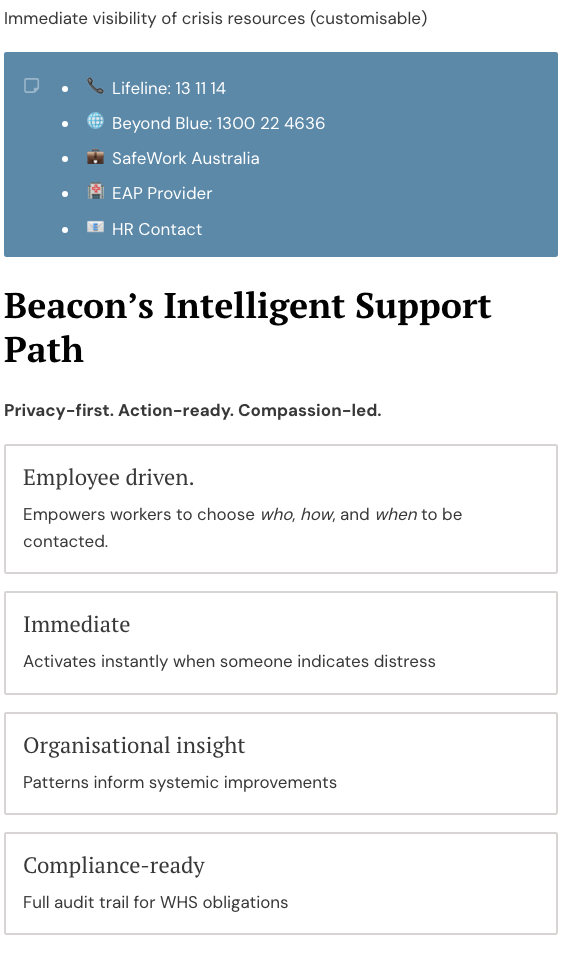 Immediate visibility of crisis resources (customisable)
• 📞 Lifeline: 13 11 14
• 🌐 Beyond Blue: 1300 22 4636
• 💼 SafeWork Australia
• 🏥 EAP Provider
• 📧 HR Contact
Beacon’s Intelligent Support
Path
Privacy-first. Action-ready. Compassion-led.
Employee driven.
Empowers workers to choose who, how, and when to be
contacted.
Immediate
Activates instantly when someone indicates distress
Organisational insight
Patterns inform systemic improvements
Compliance-ready
Full audit trail for WHS obligations